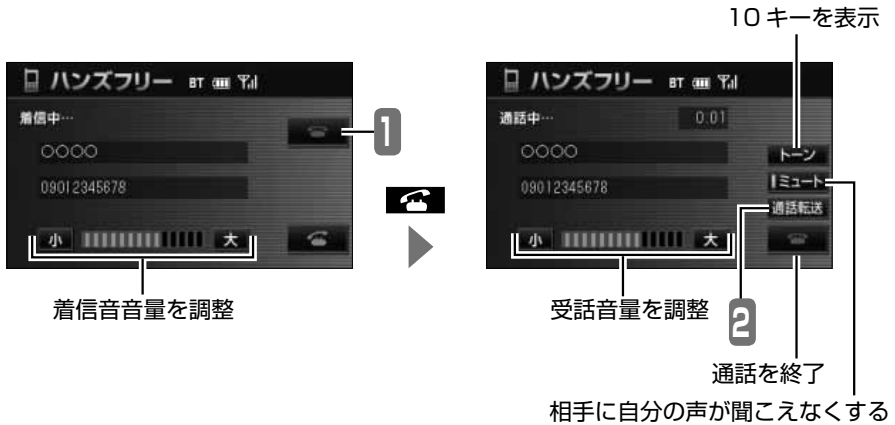 10 キーを表示
ハンズフリー BT
着信中…
○○○○
09012345678
小 大
1
着信音音量を調整
ハンズフリー BT
通話中… 0.01
○○○○
09012345678
小 大
トーン
ミュート
通話転送
受話音量を調整
2
通話を終了
相手に自分の声が聞こえなくする